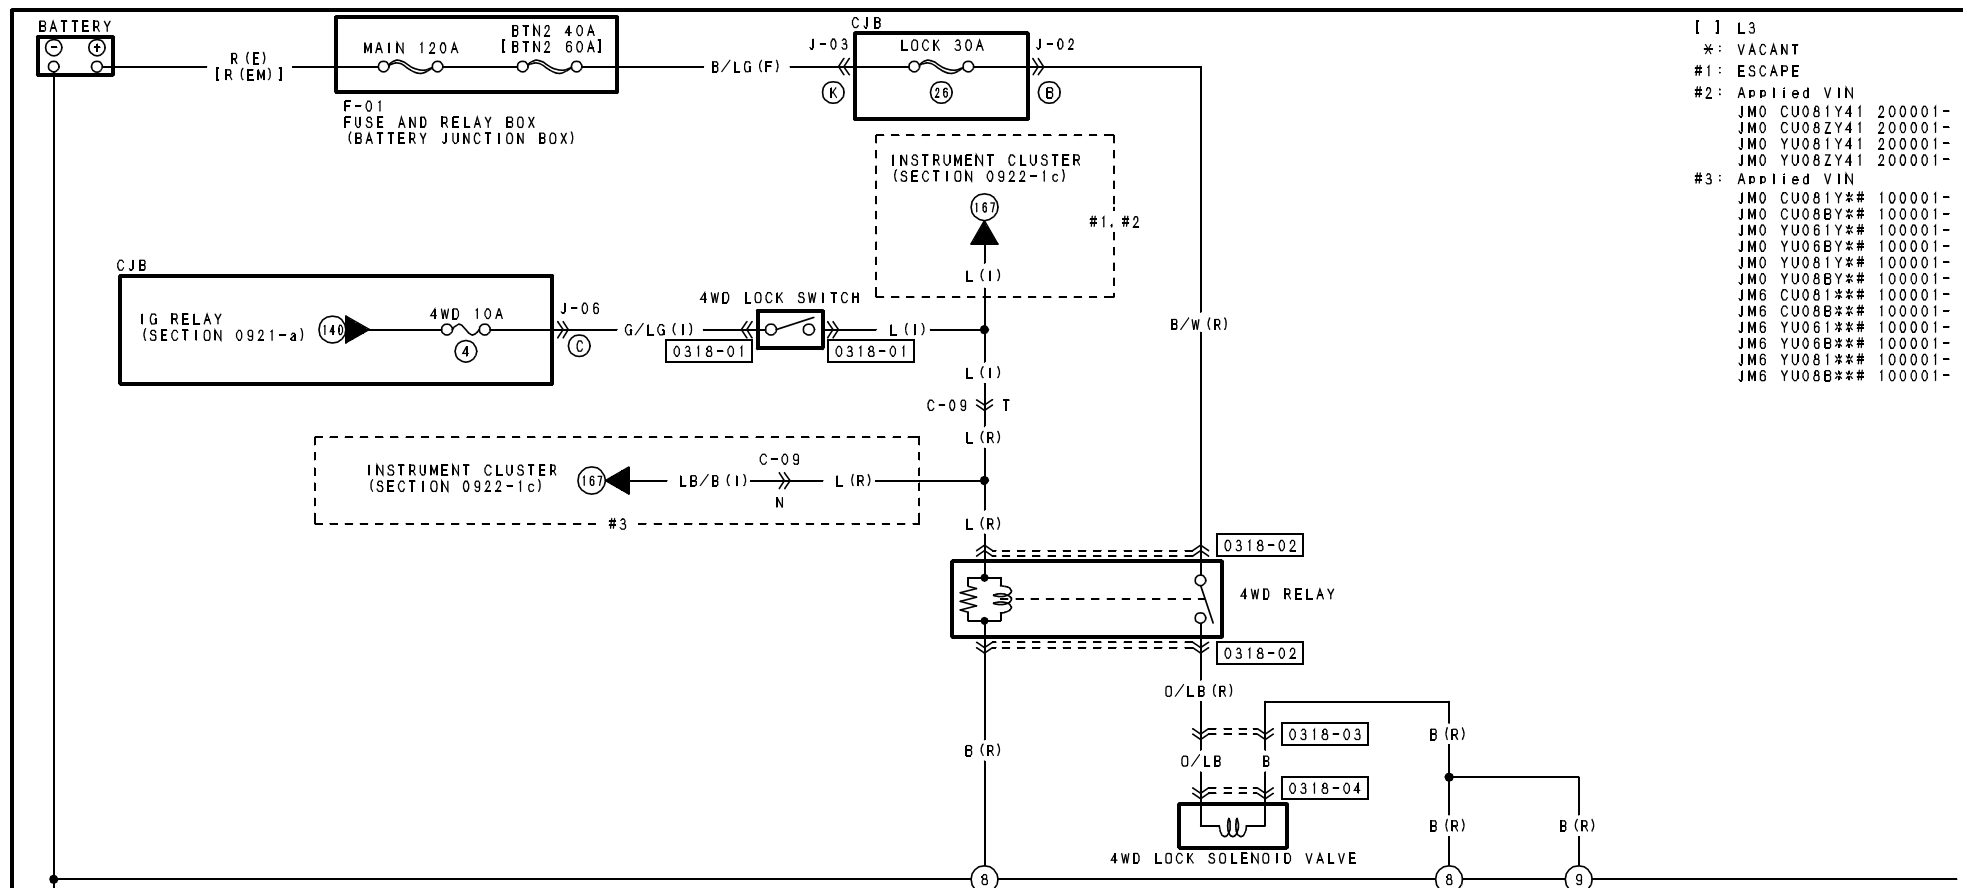 BATTERY
- +
R (E)
[R (EM)]
MAIN 120A
BTN2 40A
[BTN2 60A]
F-01
FUSE AND RELAY BOX
(BATTERY JUNCTION BOX)
B/LG (F)
CJB
J-03
LOCK 30A
J-02
K
26
B
[ ] L3
*: VACANT
#1: ESCAPE
#2: Applied VIN
JM0 CU081Y41 200001-
JM0 CU08ZY41 200001-
JM0 YU081Y41 200001-
JM0 YU08ZY41 200001-
#3: Applied VIN
JM0 CU081Y*# 100001-
JM0 CU08BY*# 100001-
JM0 YU061Y*# 100001-
JM0 YU06BY*# 100001-
JM0 YU081Y*# 100001-
JM0 YU08BY*# 100001-
JM6 CU081**# 100001-
JM6 CU08B**# 100001-
JM6 YU061**# 100001-
JM6 YU06B**# 100001-
JM6 YU081**# 100001-
JM6 YU08B**# 100001-
INSTRUMENT CLUSTER
(SECTION 0922-1c)
167
#1, #2
L (I)
CJB
IG RELAY
(SECTION 0921-a)
140
4WD 10A
4
J-06
C
G/LG (I)
4WD LOCK SWITCH
0318-01
0318-01
L (I)
B/W (R)
L (I)
C-09 T
L (R)
INSTRUMENT CLUSTER
(SECTION 0922-1c)
167
LB/B (I)
C-09
N
L (R)
#3
L (R)
0318-02
4WD RELAY
0318-02
O/LB (R)
B (R)
0318-03
B (R)
O/LB
B
0318-04
4WD LOCK SOLENOID VALVE
B (R)
B (R)
8
8
9